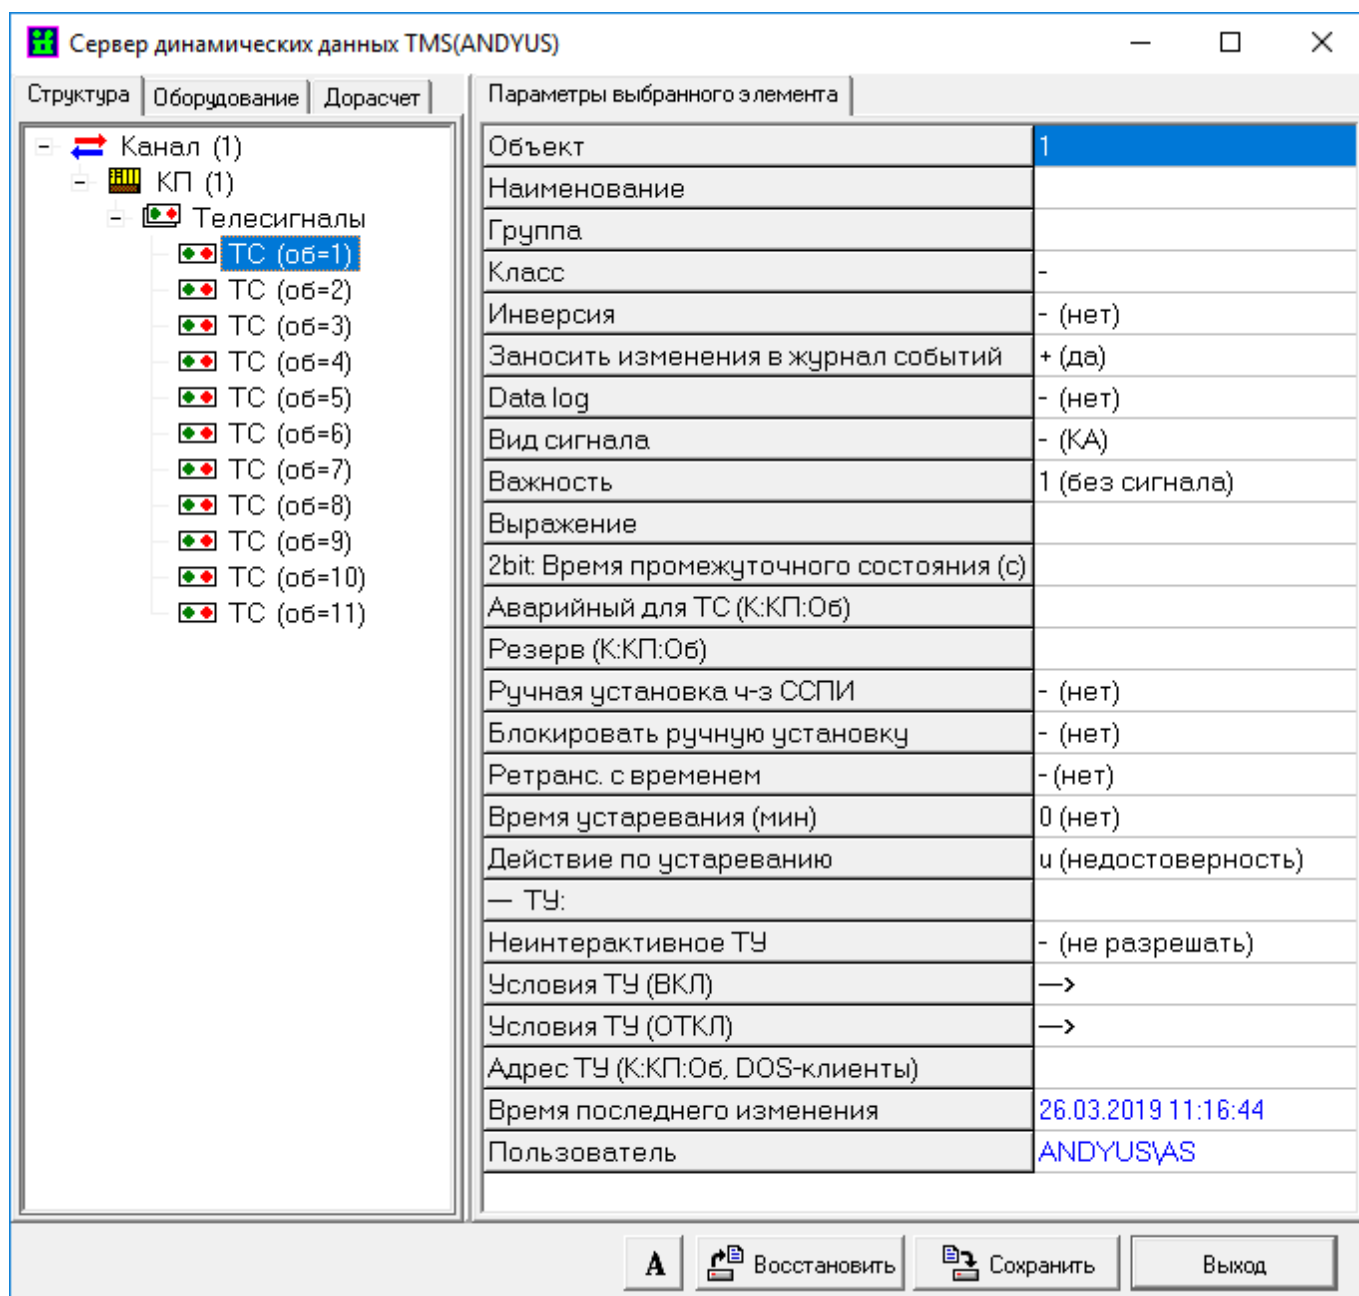 Сервер динамических данных TMS(ANDYUS)
Структура Оборудование Дорасчет
Параметры выбранного элемента
Канал (1)
КП (1)
Телесигналы
ТС (об=1)
ТС (об=2)
ТС (об=3)
ТС (об=4)
ТС (об=5)
ТС (об=6)
ТС (об=7)
ТС (об=8)
ТС (об=9)
ТС (об=10)
ТС (об=11)
Объект 1
Наименование
Группа
Класс -
Инверсия - (нет)
Заносить изменения в журнал событий + (да)
Data log - (нет)
Вид сигнала - (КА)
Важность 1 (без сигнала)
Выражение
2bit: Время промежуточного состояния (с)
Аварийный для ТС (К:КП:Об)
Резерв (К:КП:Об)
Ручная установка ч-з ССПИ - (нет)
Блокировать ручную установку - (нет)
Ретранс. с временем - (нет)
Время устаревания (мин) 0 (нет)
Действие по устареванию u (недостоверность)
— ТУ:
Неинтерактивное ТУ - (не разрешать)
Условия ТУ (ВКЛ) —>
Условия ТУ (ОТКЛ) —>
Адрес ТУ (К:КП:Об, DOS-клиенты)
Время последнего изменения 26.03.2019 11:16:44
Пользователь ANDYUS\AS
A Восстановить Сохранить Выход